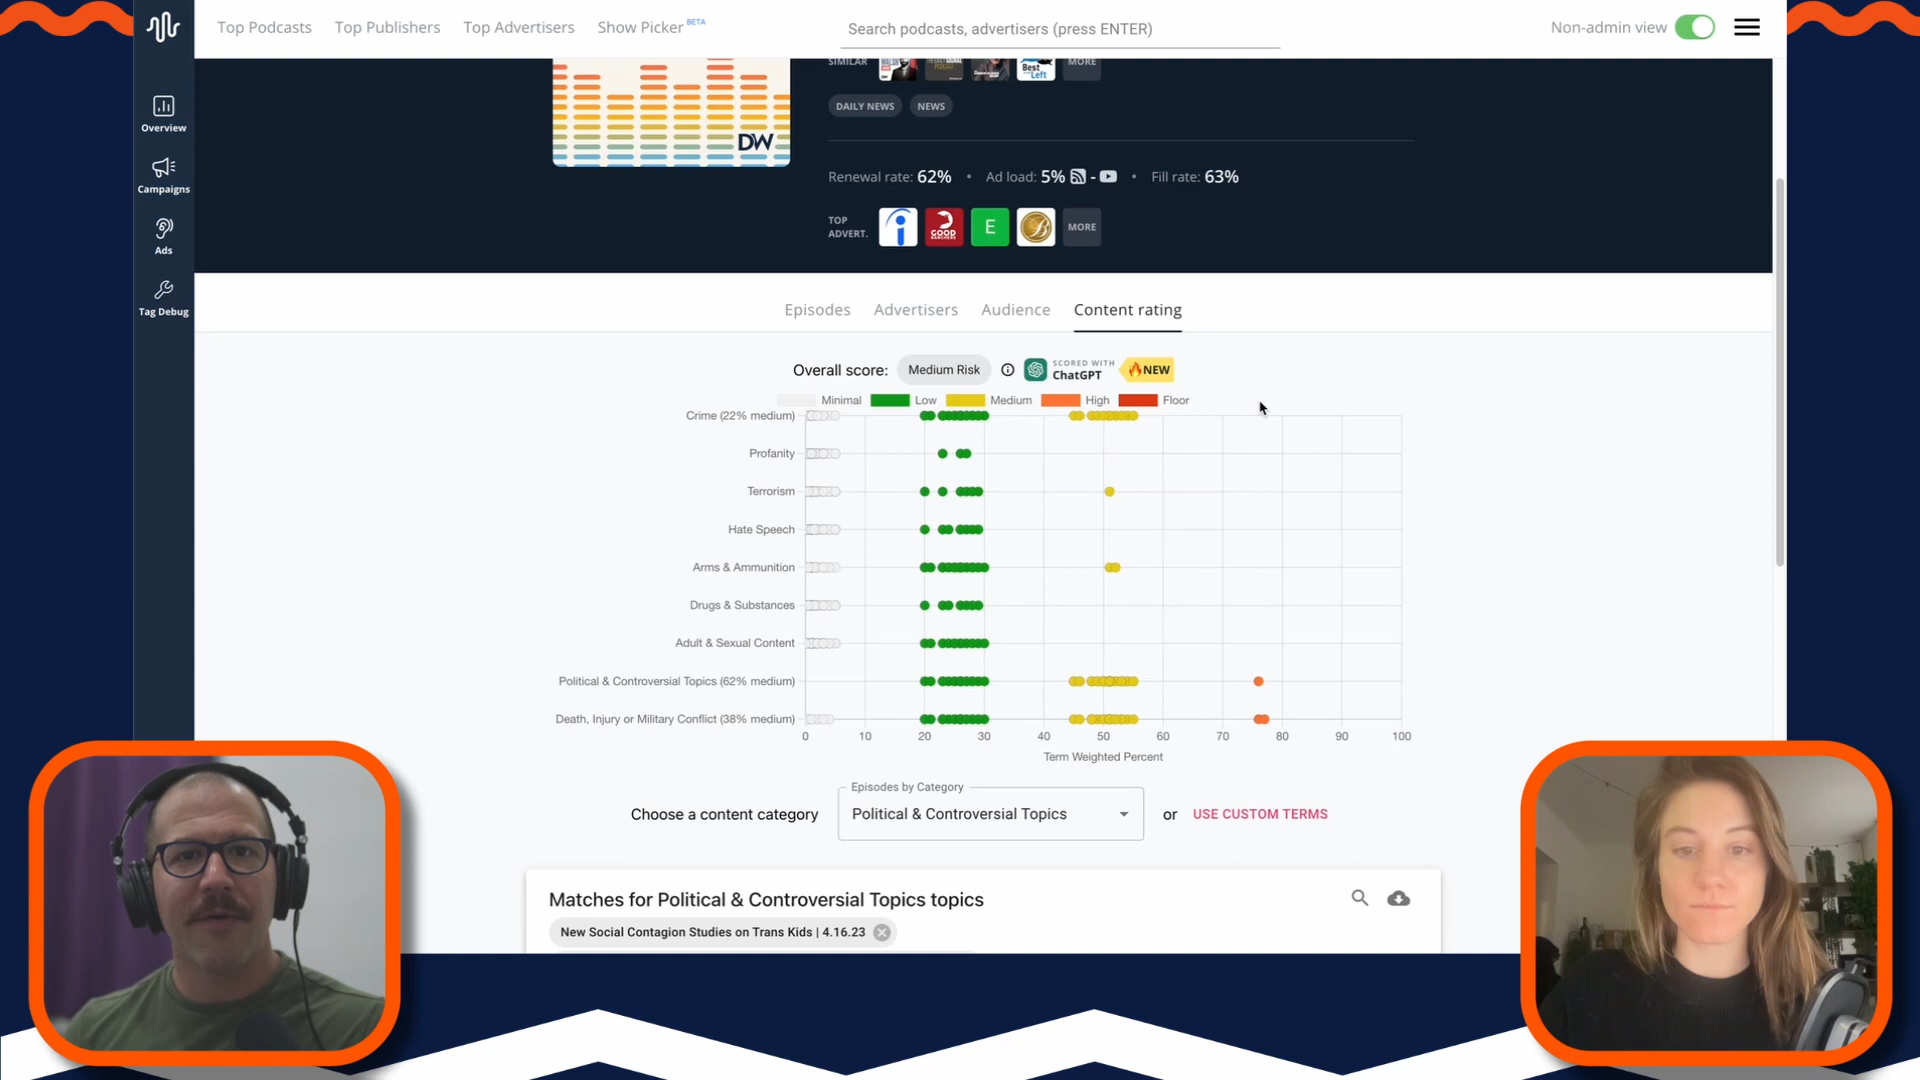 Top Podcasts Top Publishers Top Advertisers Show Picker BETA
Search podcasts, advertisers (press ENTER)
Non-admin view
Overview
Campaigns
Ads
Tag Debug
DW
SIMILAR
Best
Left
MORE
DAILY NEWS NEWS
Renewal rate: 62% • Ad load: 5% - • Fill rate: 63%
TOP ADVERT.
GOOD
E
B
MORE
Episodes Advertisers Audience Content rating
Overall score: Medium Risk SCORED WITH ChatGPT NEW
Minimal Low Medium High Floor
Crime (22% medium)
Profanity
Terrorism
Hate Speech
Arms & Ammunition
Drugs & Substances
Adult & Sexual Content
Political & Controversial Topics (62% medium)
Death, Injury or Military Conflict (38% medium)
0 10 20 30 40 50 60 70 80 90 100
Term Weighted Percent
Episodes by Category
Choose a content category Political & Controversial Topics or USE CUSTOM TERMS
Matches for Political & Controversial Topics topics
New Social Contagion Studies on Trans Kids | 4.16.23